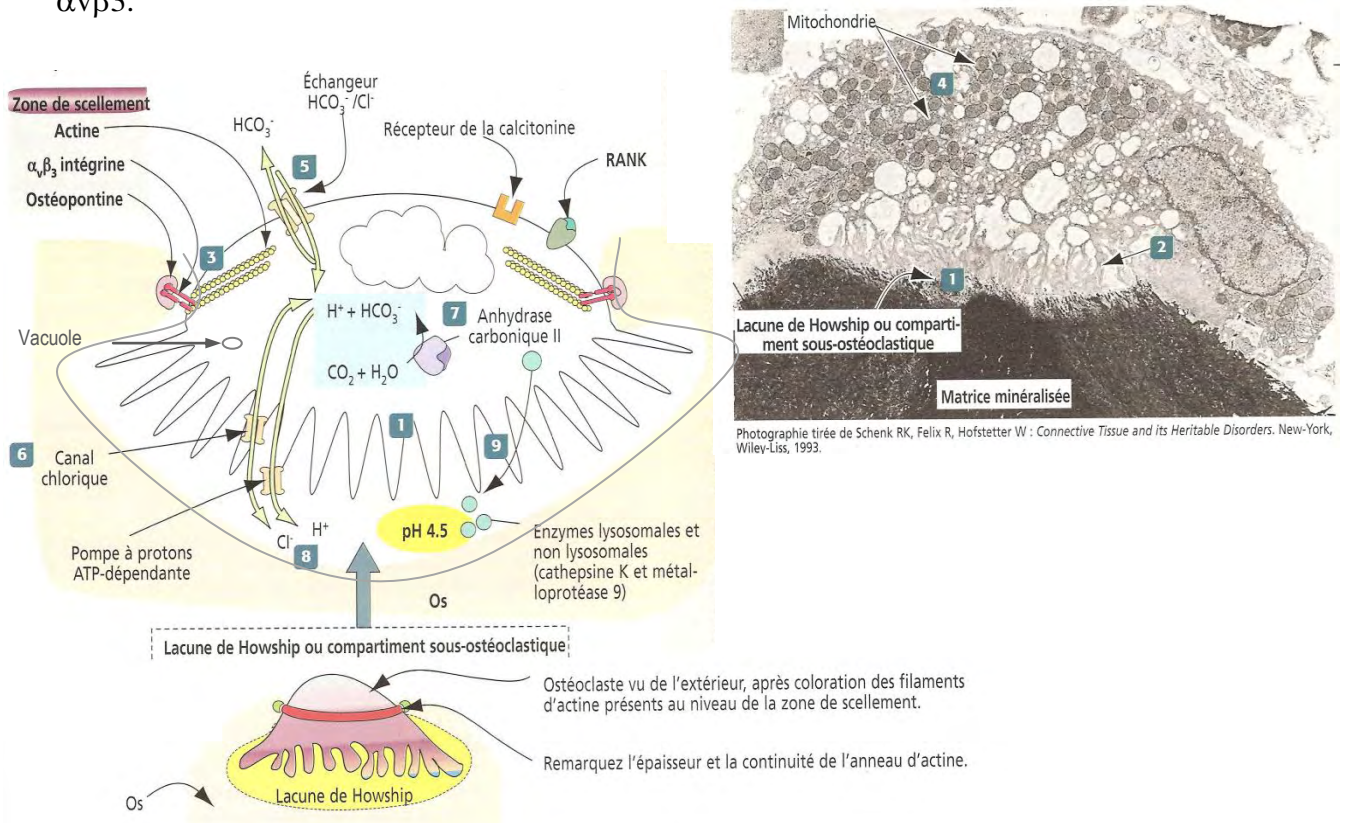 ανβ3.
Zone de scellement
Actine
αvβ3 intégrine
Ostéopontine
Échangeur
HCO3-/Cl-
HCO3-
5
Récepteur de la calcitonine
RANK
3
Vacuole
H+ + HCO3-
7
Anhydrase
carbonique II
CO2 + H2O
1
9
6
Canal
chlorique
Pompe à protons
ATP-dépendante
Cl-
H+
8
pH 4.5
Enzymes lysosomales et
non lysosomales
(cathepsine K et métal-
loprotéase 9)
Os
Lacune de Howship ou compartiment sous-ostéoclastique
Ostéoclaste vu de l'extérieur, après coloration des filaments
d'actine présents au niveau de la zone de scellement.
Remarquez l'épaisseur et la continuité de l'anneau d'actine.
Lacune de Howship
Os
Mitochondrie
4
2
1
Lacune de Howship ou comparti-
ment sous-ostéoclastique
Matrice minéralisée
Photographie tirée de Schenk RK, Felix R, Hofstetter W : Connective Tissue and its Heritable Disorders. New-York,
Wiley-Liss, 1993.